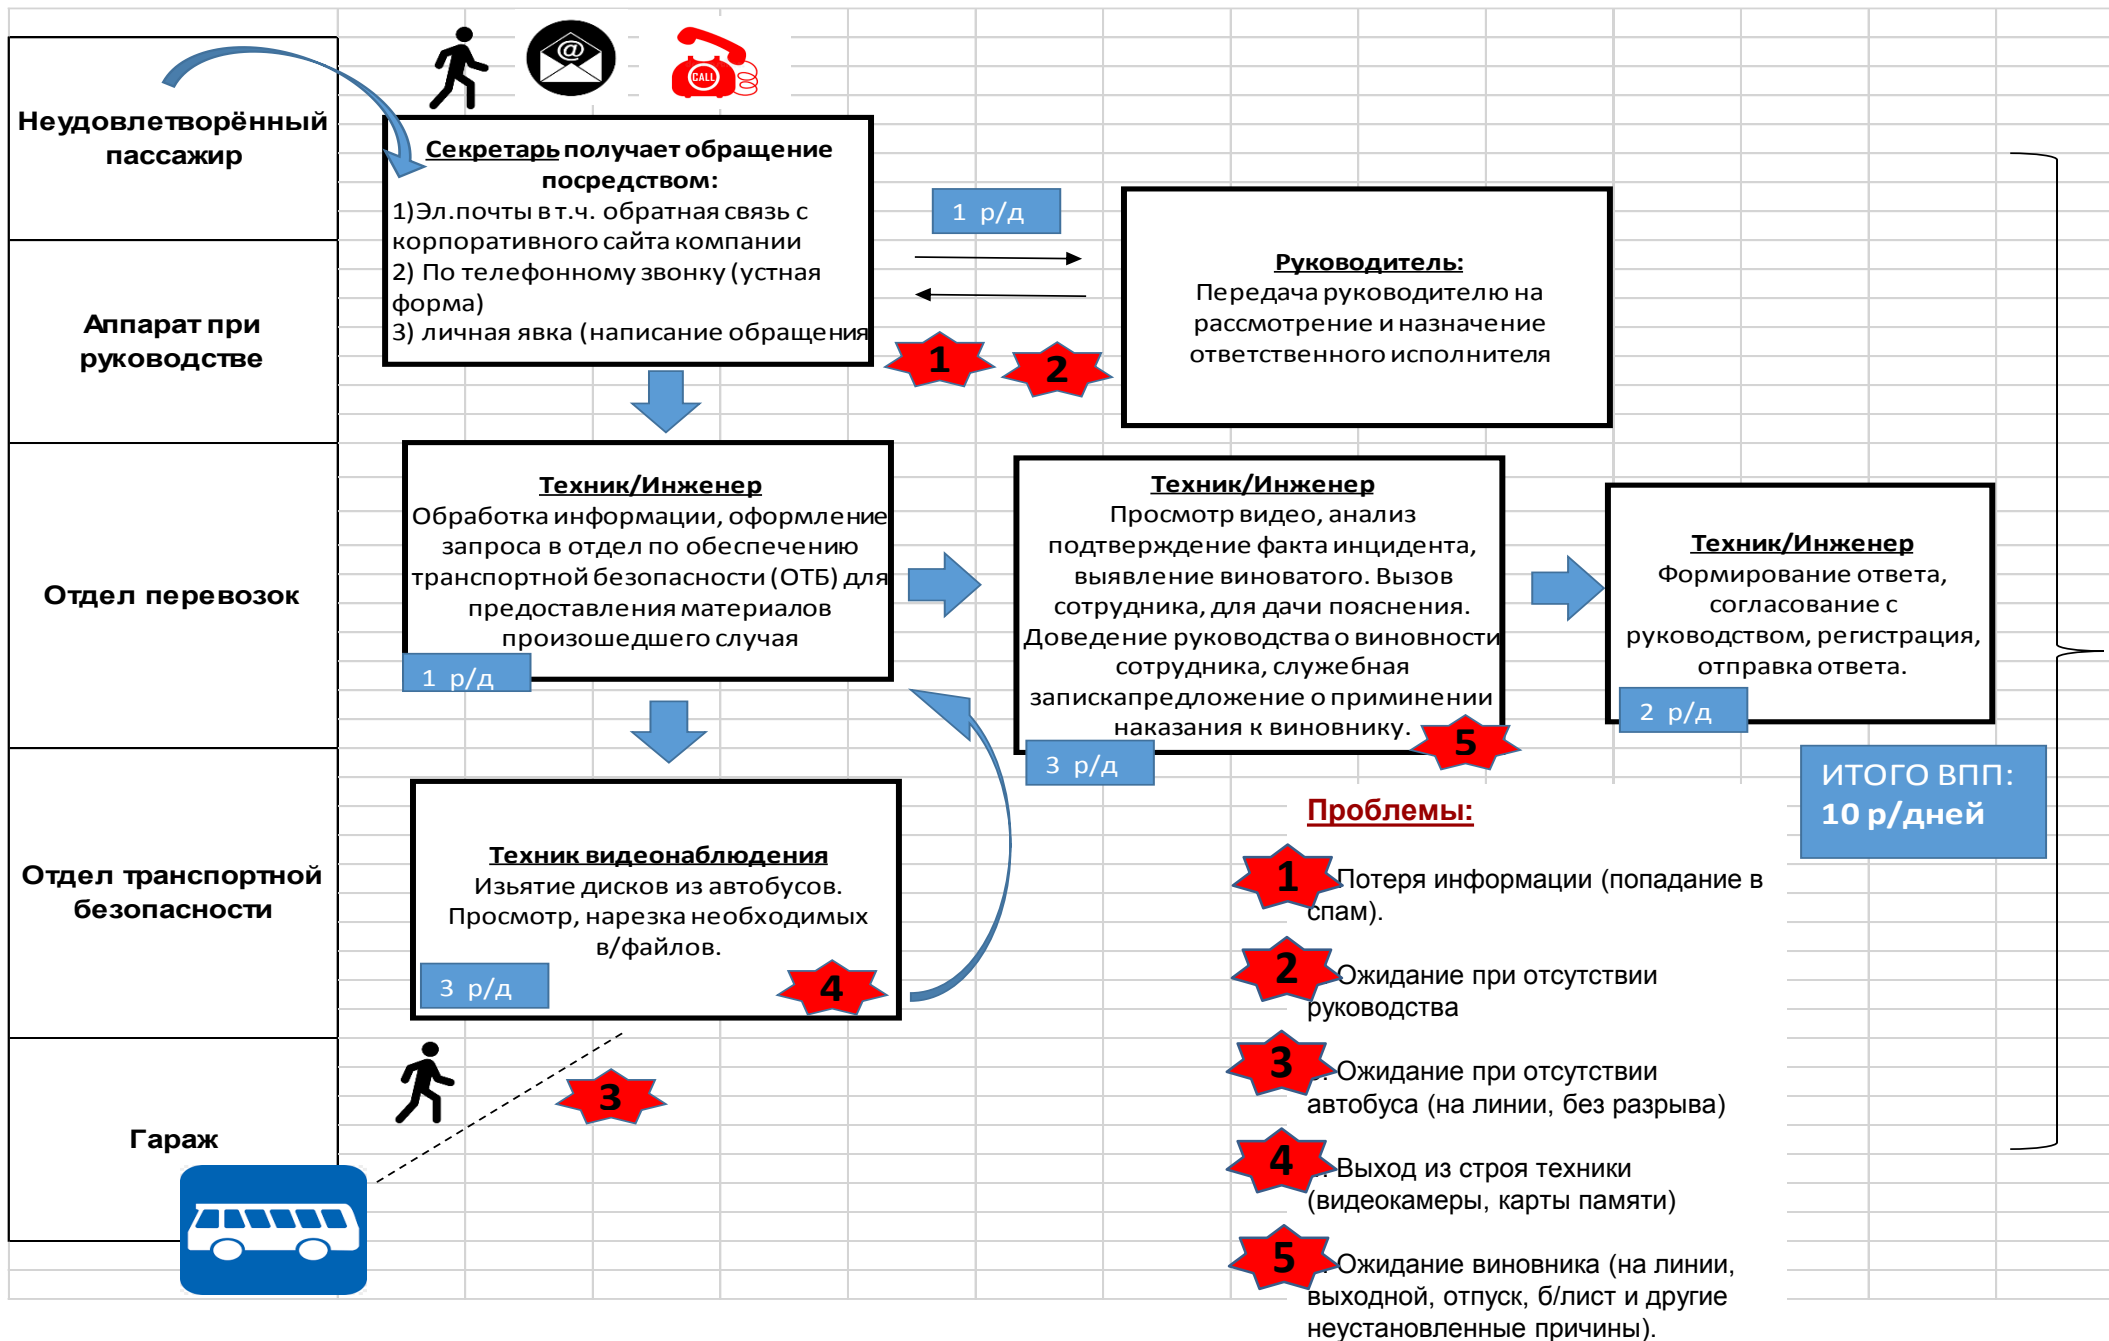 Неудовлетворённый
пассажир
Аппарат при
руководстве
Отдел перевозок
Отдел транспортной
безопасности
Гараж
@
CALL
Секретарь получает обращение
посредством:
1)Эл.почты в т.ч. обратная связь с
корпоративного сайта компании
2) По телефонному звонку (устная
форма)
3) личная явка (написание обращения
1 р/д
1
2
Руководитель:
Передача руководителю на
рассмотрение и назначение
ответственного исполнителя
Техник/Инженер
Обработка информации, оформление
запроса в отдел по обеспечению
транспортной безопасности (ОТБ) для
предоставления материалов
произошедшего случая
1 р/д
Техник/Инженер
Просмотр видео, анализ
подтверждение факта инцидента,
выявление виноватого. Вызов
сотрудника, для дачи пояснения.
Доведение руководства о виновности
сотрудника, служебная
запискапредложение о приминении
наказания к виновнику.
3 р/д
5
Техник/Инженер
Формирование ответа,
согласование с
руководством, регистрация,
отправка ответа.
2 р/д
ИТОГО ВПП:
10 р/дней
Техник видеонаблюдения
Изьятие дисков из автобусов.
Просмотр, нарезка необходимых
в/файлов.
3 р/д
4
3
Проблемы:
1 Потеря информации (попадание в
спам).
2 Ожидание при отсутствии
руководства
3 Ожидание при отсутствии
автобуса (на линии, без разрыва)
4 Выход из строя техники
(видеокамеры, карты памяти)
5 Ожидание виновника (на линии,
выходной, отпуск, б/лист и другие
неустановленные причины).